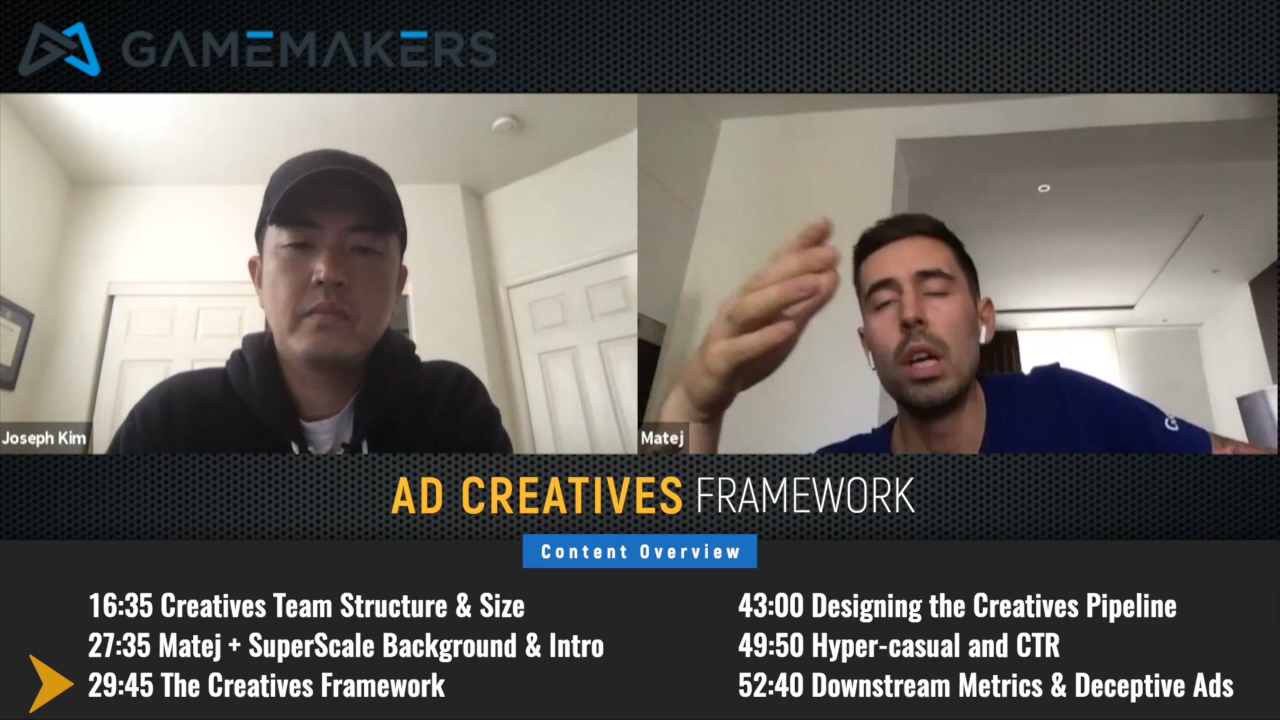 GAMEMAKERS
Joseph Kim
Matej
AD CREATIVES FRAMEWORK
Content Overview
16:35 Creatives Team Structure & Size
27:35 Matej + SuperScale Background & Intro
29:45 The Creatives Framework
43:00 Designing the Creatives Pipeline
49:50 Hyper-casual and CTR
52:40 Downstream Metrics & Deceptive Ads